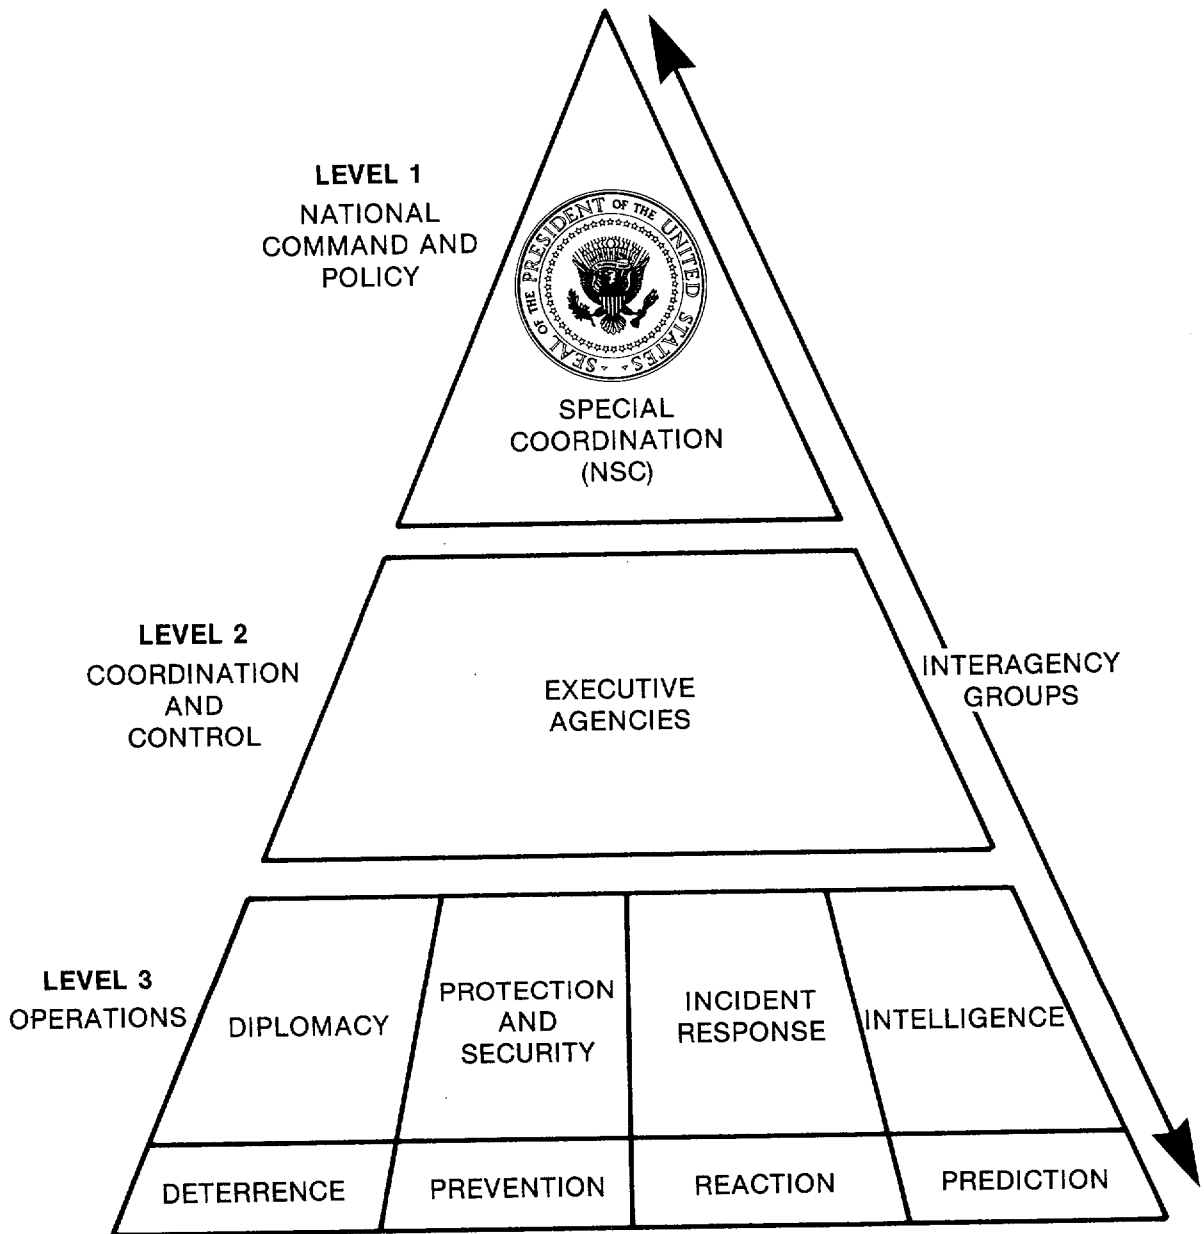 LEVEL 1
NATIONAL
COMMAND AND
POLICY
SEAL OF THE PRESIDENT OF THE UNITED STATES
SPECIAL
COORDINATION
(NSC)
LEVEL 2
COORDINATION
AND
CONTROL
EXECUTIVE
AGENCIES
INTERAGENCY
GROUPS
LEVEL 3
OPERATIONS
DIPLOMACY
PROTECTION
AND
SECURITY
INCIDENT
RESPONSE
INTELLIGENCE
DETERRENCE
PREVENTION
REACTION
PREDICTION